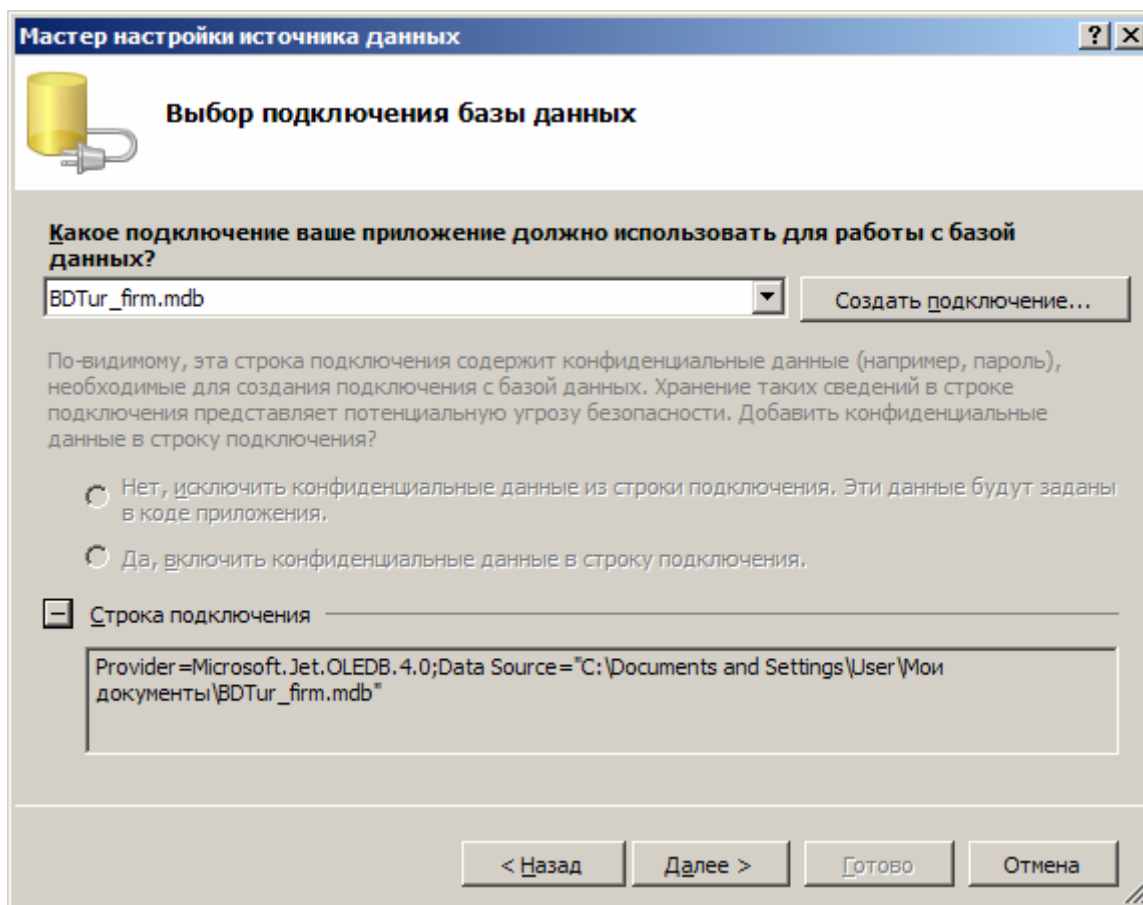 Мастер настройки источника данных
Выбор подключения базы данных
Какое подключение ваше приложение должно использовать для работы с базой
данных?
BDTur_firm.mdb
Создать подключение...
По-видимому, эта строка подключения содержит конфиденциальные данные (например, пароль),
необходимые для создания подключения с базой данных. Хранение таких сведений в строке
подключения представляет потенциальную угрозу безопасности. Добавить конфиденциальные
данные в строку подключения?
Нет, исключить конфиденциальные данные из строки подключения. Эти данные будут заданы
в коде приложения.
Да, включить конфиденциальные данные в строку подключения.
Строка подключения
Provider=Microsoft.Jet.OLEDB.4.0;Data Source="C:\Documents and Settings\User\Мои
документы\BDTur_firm.mdb"
< Назад
Далее >
Готово
Отмена